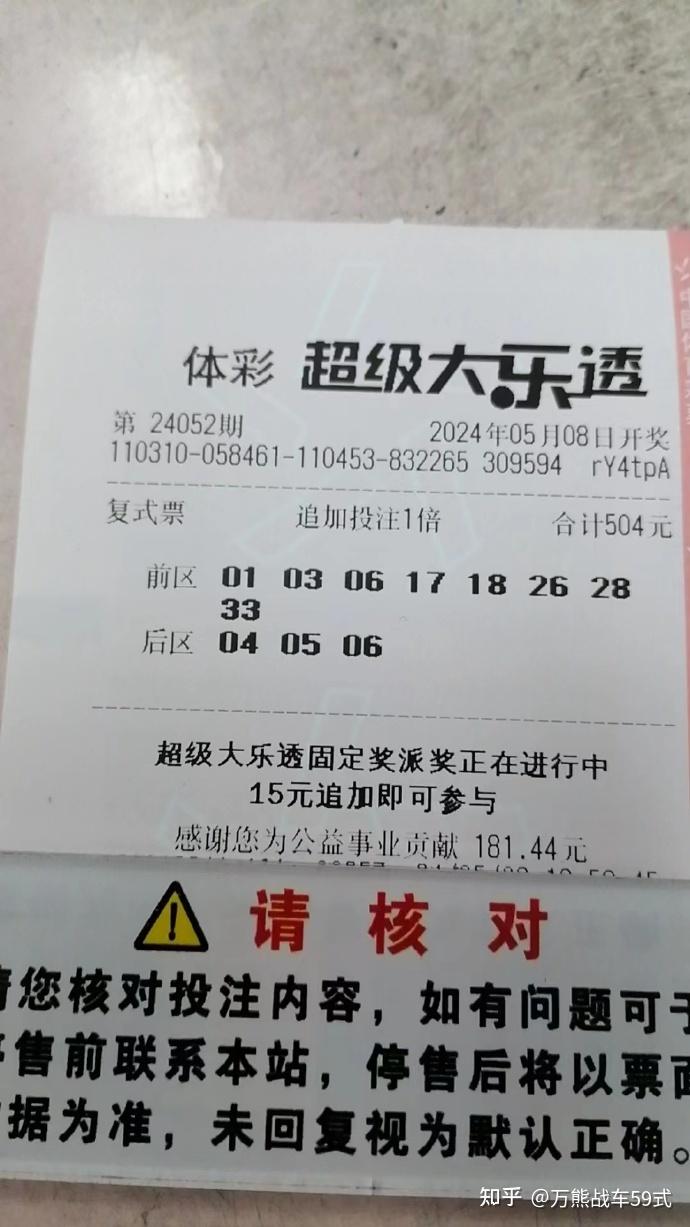 体彩 超级大乐透
第 24052期 2024年05月08日开奖
110310-058461-110453-832265 309594 rY4tpA
复式票 追加投注1倍 合计504元
前区 01 03 06 17 18 26 28
33
后区 04 05 06
超级大乐透固定奖派奖正在进行中
15元追加即可参与
感谢您为公益事业贡献 181.44元
请核对
请您核对投注内容，如有问题可于
停售前联系本站，停售后将以票面
数据为准，未回复视为默认正确。
知乎 @万熊战车59式